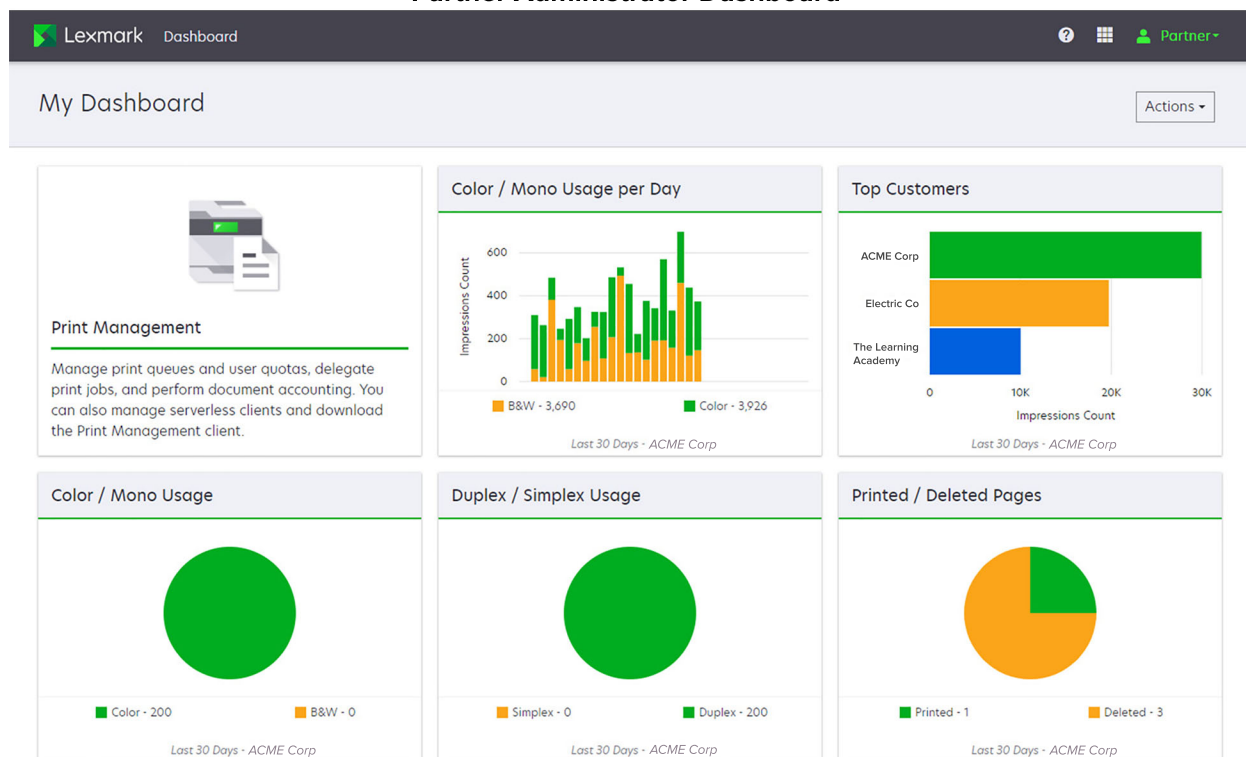 Partner Administrator Dashboard
Lexmark Dashboard
Partner
My Dashboard
Actions
Print Management
Manage print queues and user quotas, delegate
print jobs, and perform document accounting. You
can also manage serverless clients and download
the Print Management client.
Color / Mono Usage per Day
Impressions Count
600
400
200
0
B&W - 3,690
Color - 3,926
Last 30 Days - ACME Corp
Top Customers
ACME Corp
Electric Co
The Learning
Academy
0 10K 20K 30K
Impressions Count
Last 30 Days - ACME Corp
Color / Mono Usage
Color - 200
B&W - 0
Last 30 Days - ACME Corp
Duplex / Simplex Usage
Simplex - 0
Duplex - 200
Last 30 Days - ACME Corp
Printed / Deleted Pages
Printed - 1
Deleted - 3
Last 30 Days - ACME Corp